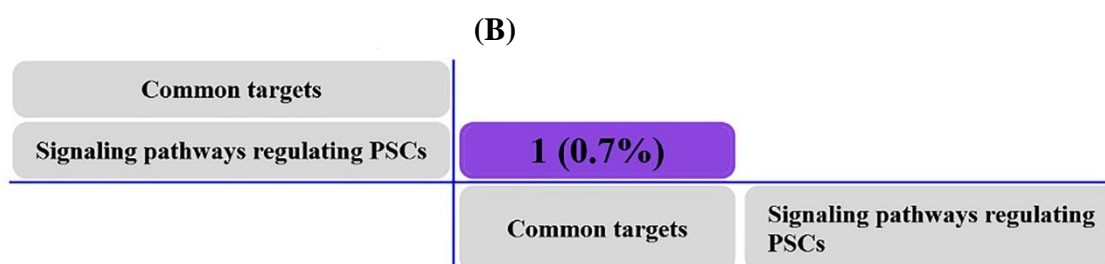 (B)
Common targets
Signaling pathways regulating PSCs
1 (0.7%)
Common targets
Signaling pathways regulating
PSCs